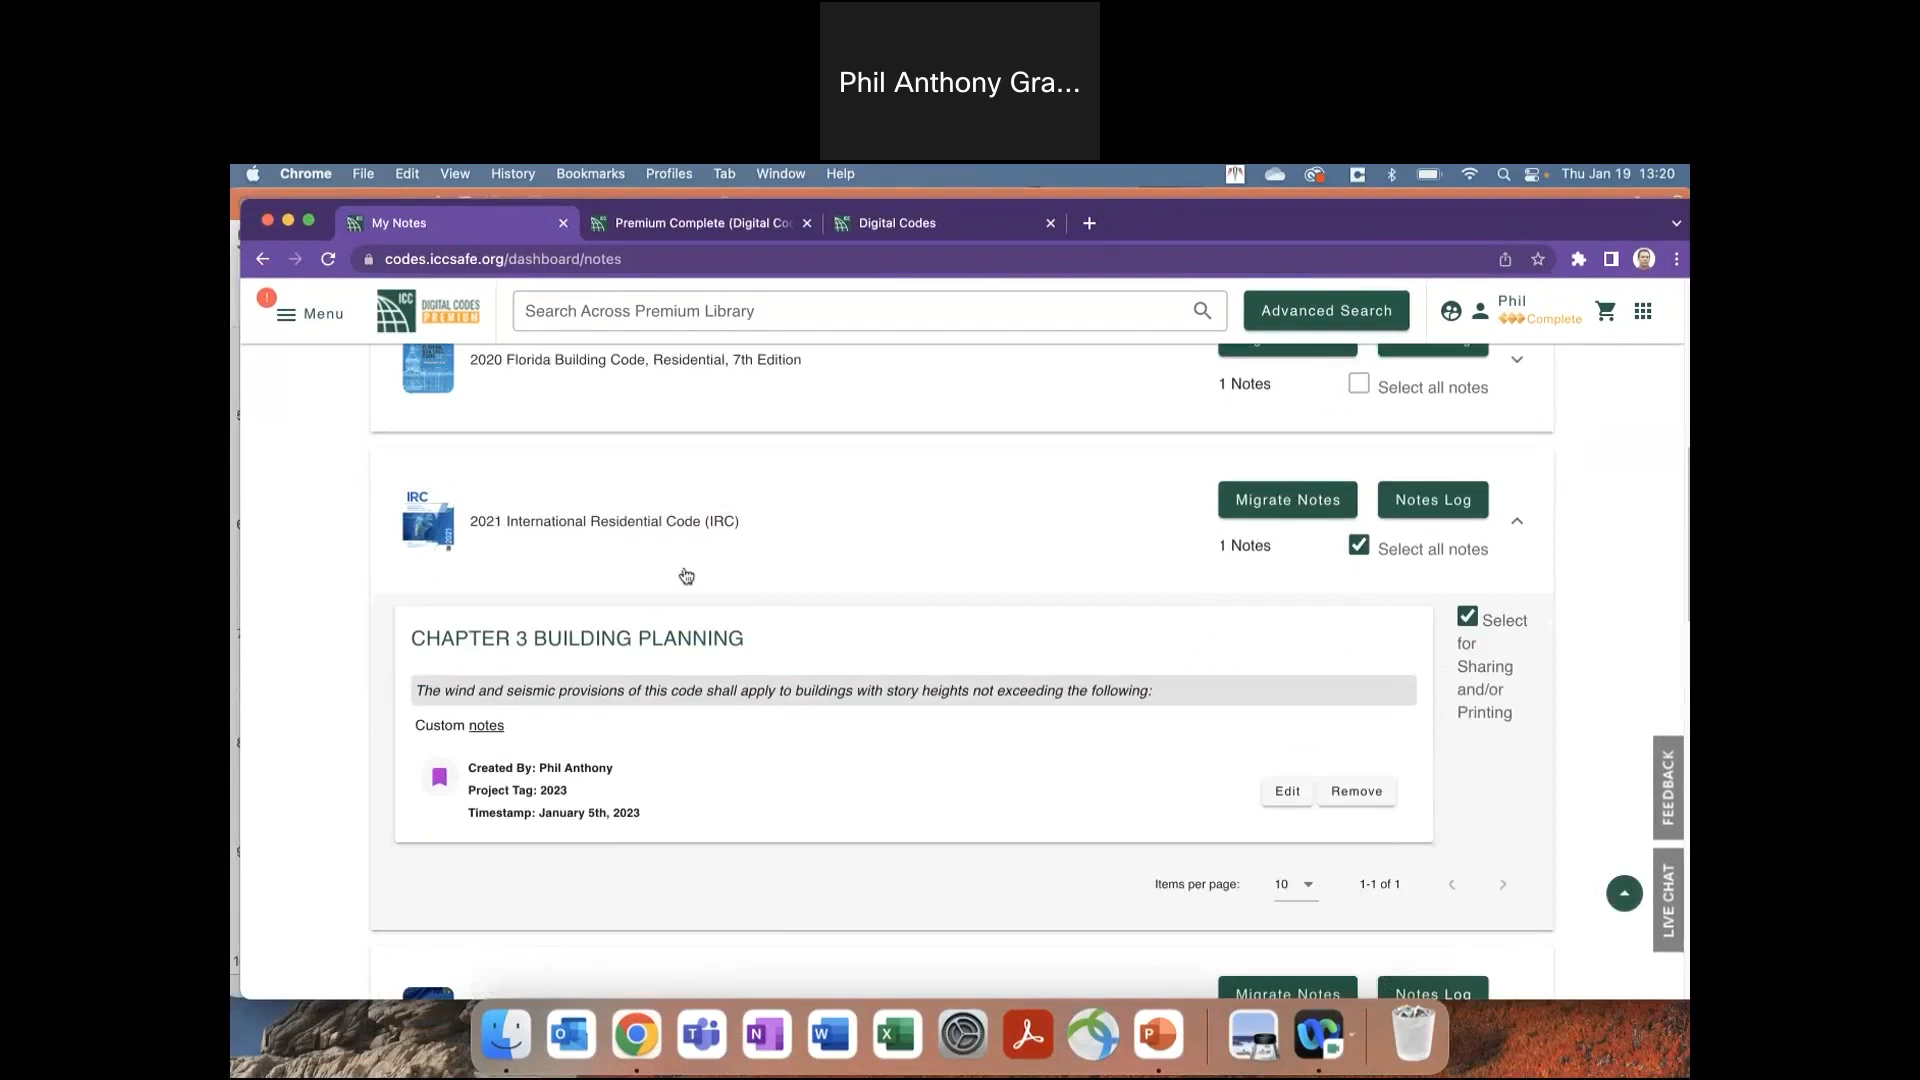 Phil Anthony Gra...
Chrome File Edit View History Bookmarks Profiles Tab Window Help Thu Jan 19 13:20
My Notes Premium Complete (Digital Co Digital Codes
codes.iccsafe.org/dashboard/notes
! Menu
ICC DIGITAL CODES PREMIUM
Search Across Premium Library
Advanced Search
Phil
Complete
2020 Florida Building Code, Residential, 7th Edition
1 Notes
Select all notes
IRC
2021 International Residential Code (IRC)
Migrate Notes
Notes Log
1 Notes
Select all notes
CHAPTER 3 BUILDING PLANNING
The wind and seismic provisions of this code shall apply to buildings with story heights not exceeding the following:
Custom notes
Created By: Phil Anthony
Project Tag: 2023
Timestamp: January 5th, 2023
Edit
Remove
Select
for
Sharing
and/or
Printing
Items per page: 10 1-1 of 1
FEEDBACK
LIVE CHAT
Migrate Notes
Notes Log